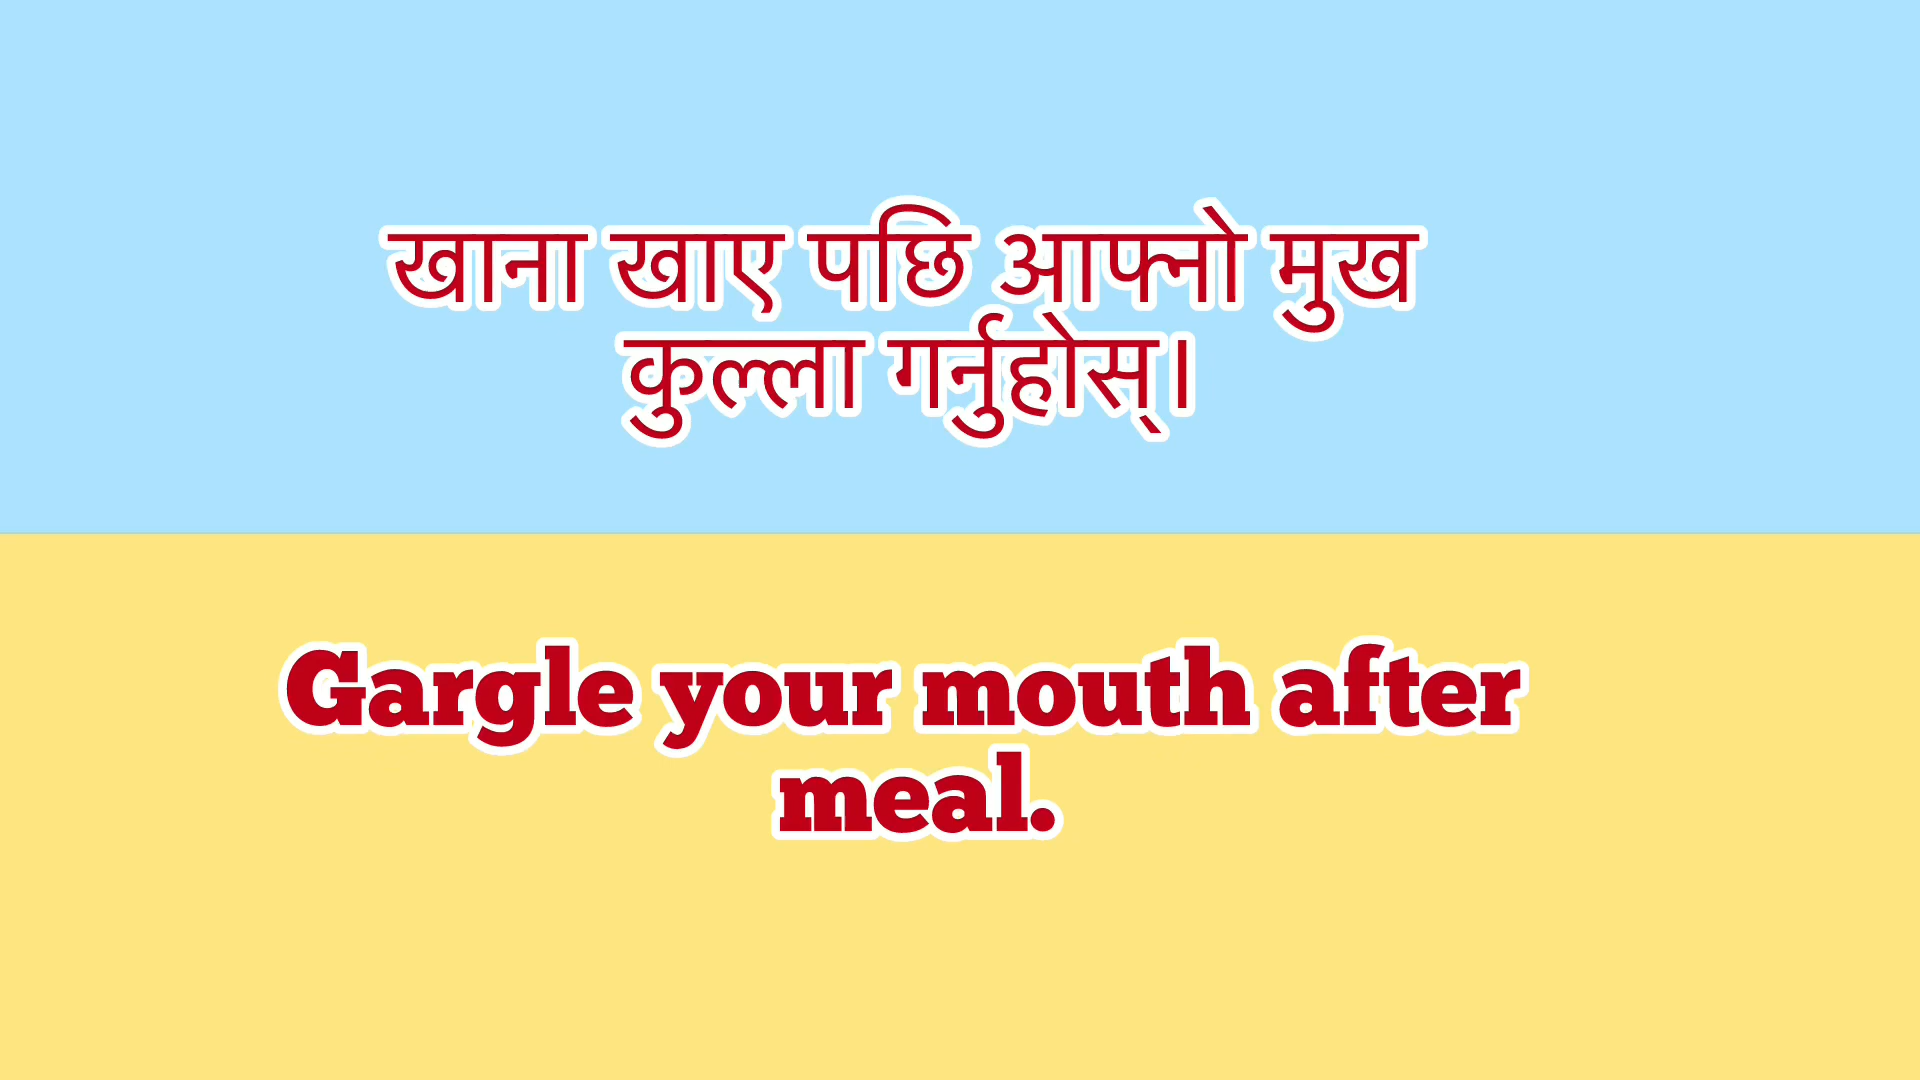 खाना खाए पछि आफ्नो मुख
कुल्ला गर्नुहोस्।
Gargle your mouth after
meal.